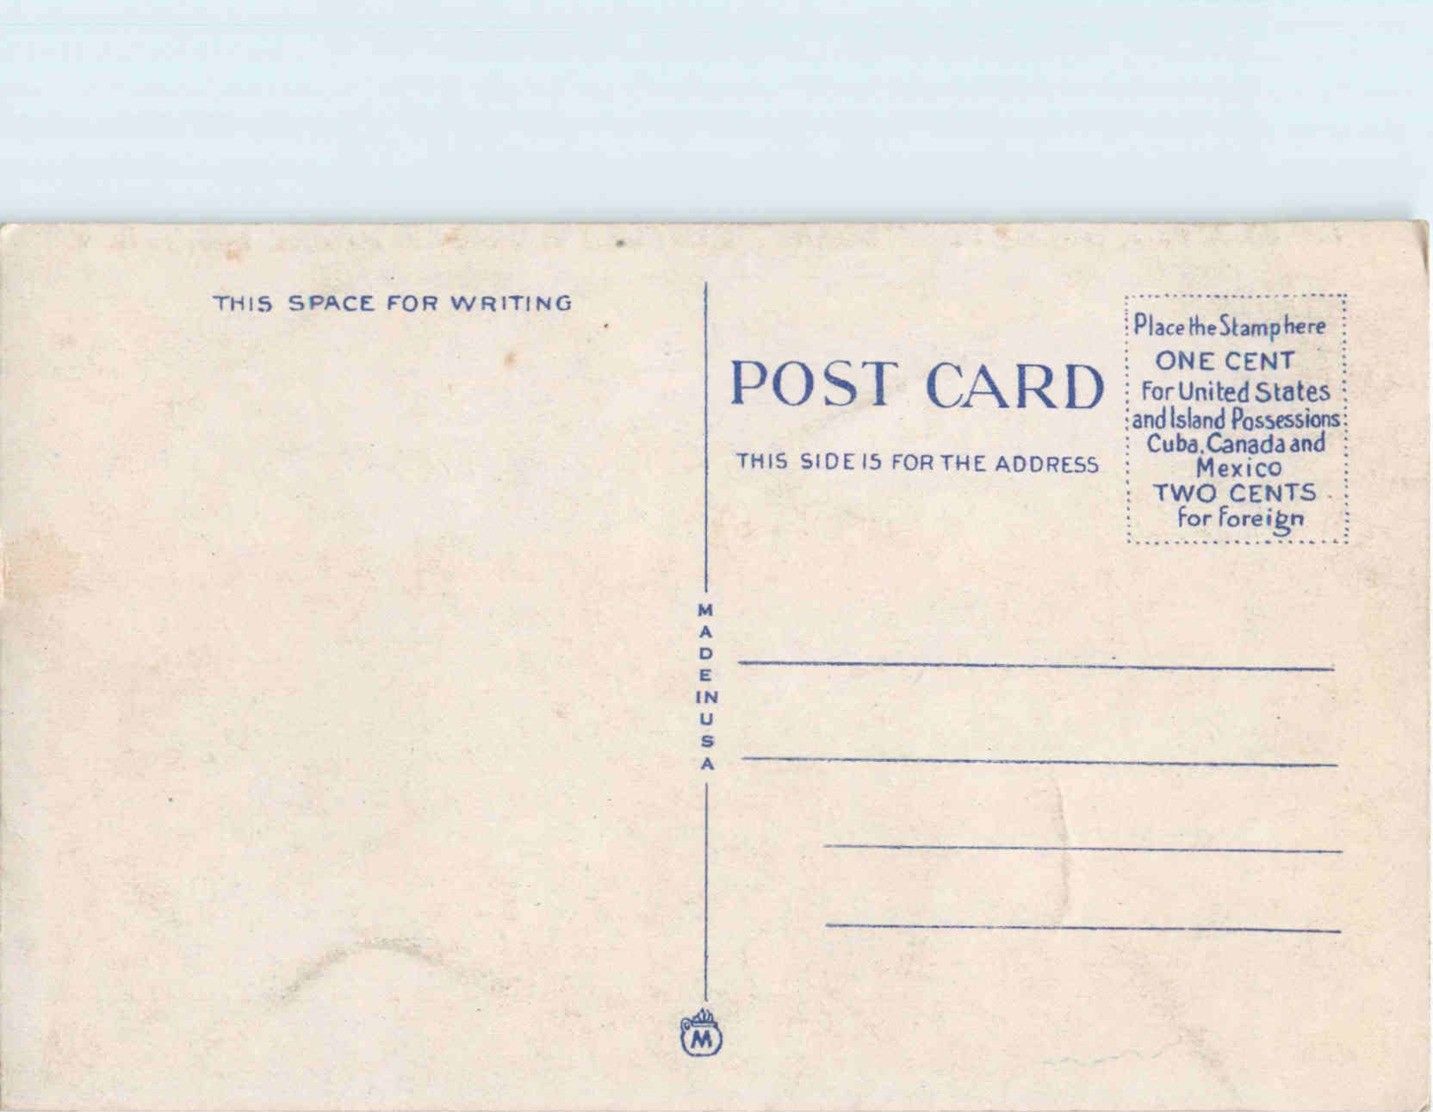 THIS SPACE FOR WRITING
POST CARD
THIS SIDE IS FOR THE ADDRESS
Place the Stamp here
ONE CENT
For United States
and Island Possessions
Cuba, Canada and
Mexico
TWO CENTS
For Foreign
MADE IN USA
M